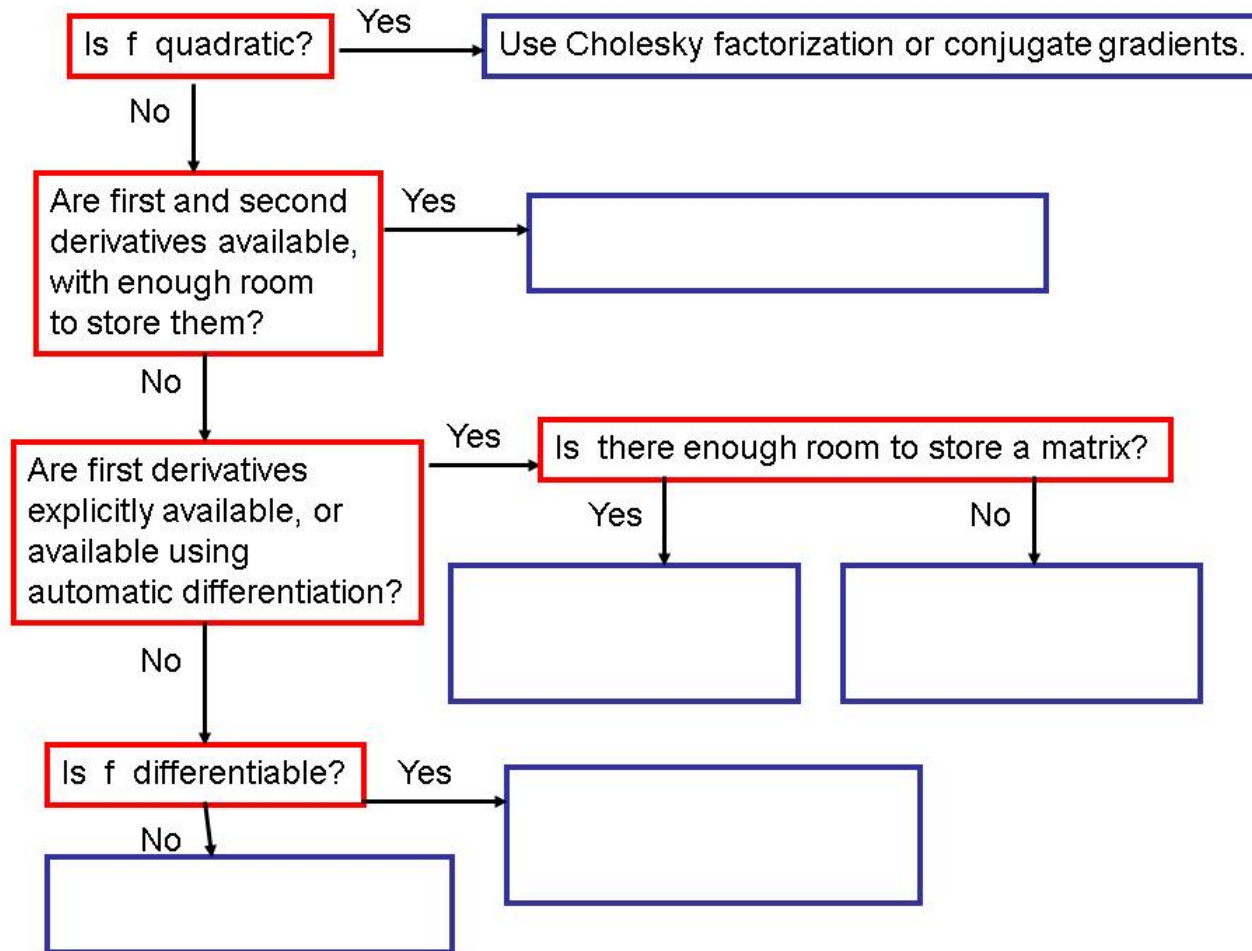 Is f quadratic?
Yes
Use Cholesky factorization or conjugate gradients.
No
Are first and second
derivatives available,
with enough room
to store them?
Yes
No
Are first derivatives
explicitly available, or
available using
automatic differentiation?
Yes
Is there enough room to store a matrix?
Yes
No
No
Is f differentiable?
Yes
No